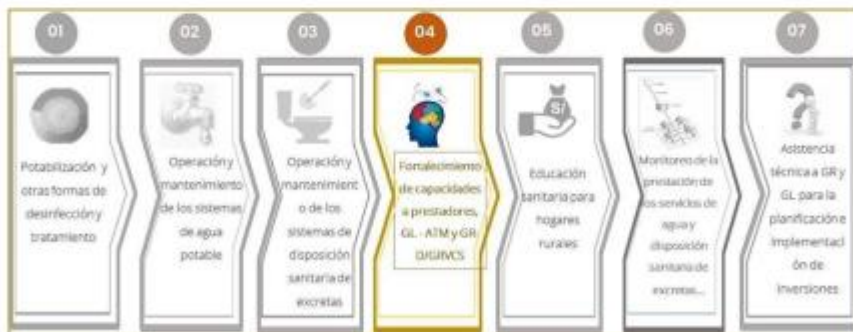 01
Potabilización y
otras formas de
desinfección y
tratamiento
02
Operación y
mantenimiento
de los sistemas
de agua
potable
03
Operación y
mantenimient
o de los
sistemas de
disposición
sanitaria de
excretas
04
Fortalecimiento
de capacidades
a prestadores,
GL - ATM y GR-
D/GRVCS
05
S/
Educación
sanitaria para
hogares
rurales
06
Monitoreo de la
prestación de
los servicios de
agua y
disposición
sanitaria de
excretas...
07
Asistencia
técnica a GR y
GL para la
planificación e
implementaci
ón de
inversiones